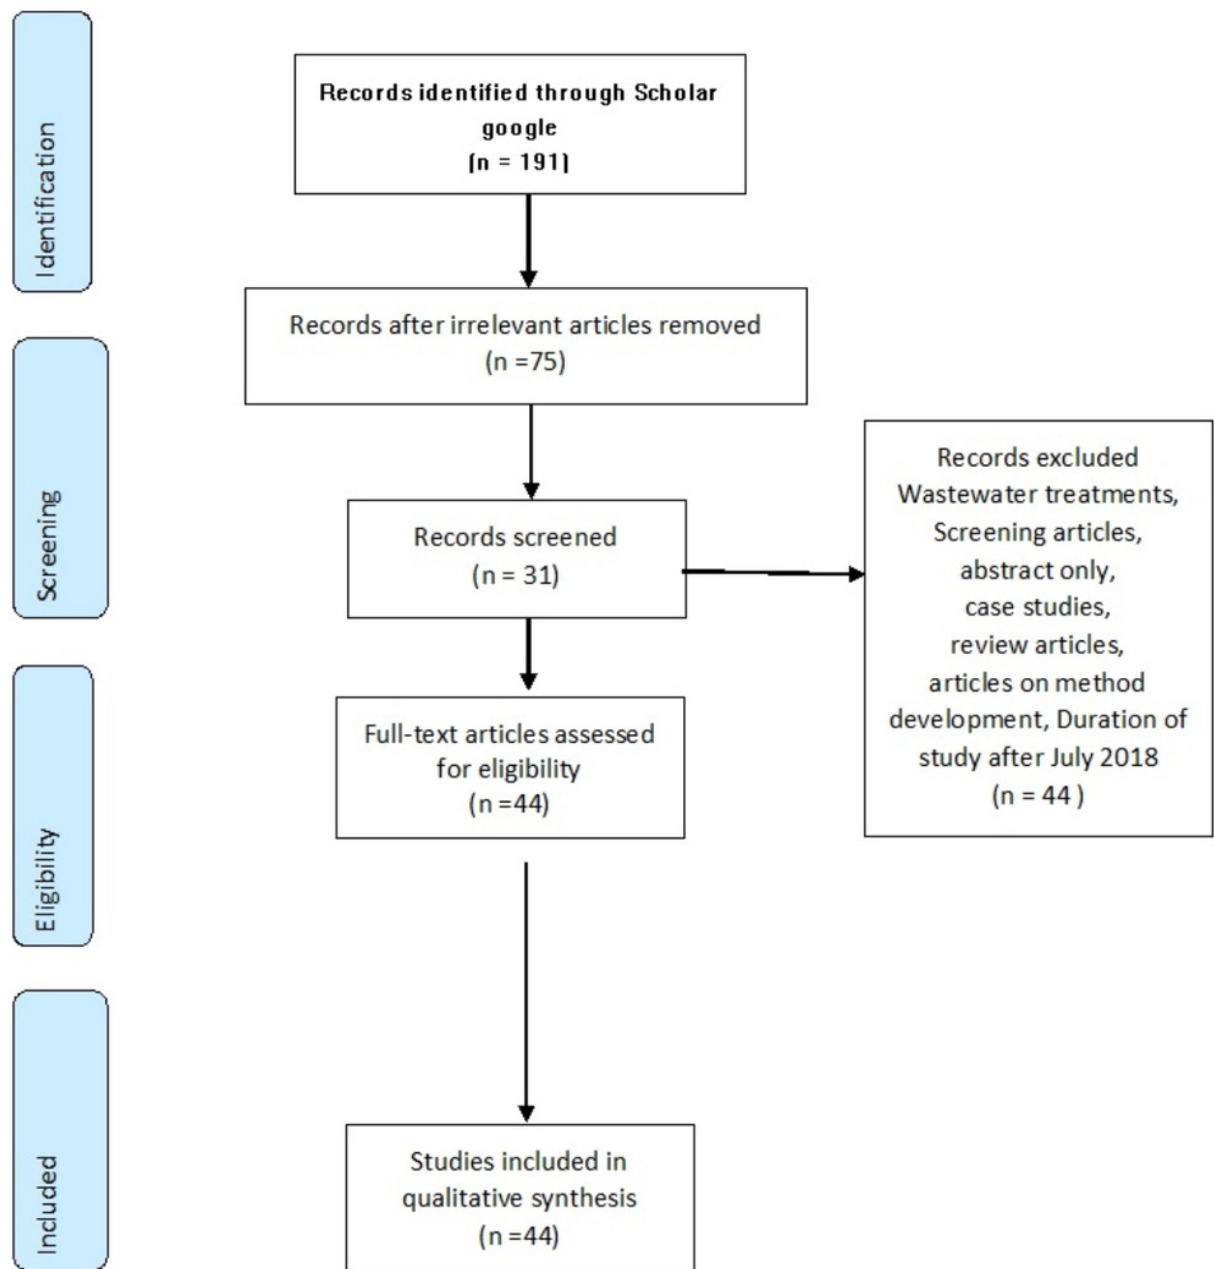 Identification
Records identified through Scholar
google
(n = 191)
Records after irrelevant articles removed
(n =75)
Screening
Records screened
(n = 31)
Records excluded
Wastewater treatments,
Screening articles,
abstract only,
case studies,
review articles,
articles on method
development, Duration of
study after July 2018
(n = 44 )
Eligibility
Full-text articles assessed
for eligibility
(n =44)
Included
Studies included in
qualitative synthesis
(n =44)